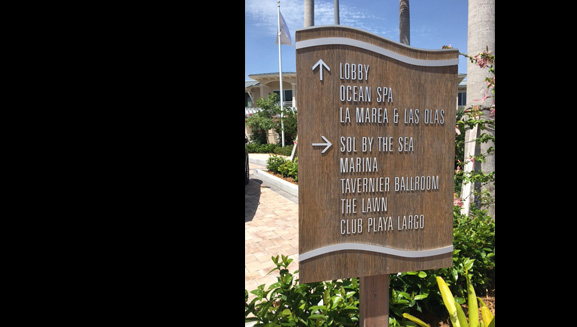 ↑ LOBBY
OCEAN SPA
LA MAREA & LAS OLAS
→ SOL BY THE SEA
MARINA
TAVERNIER BALLROOM
THE LAWN
CLUB PLAYA LARGO